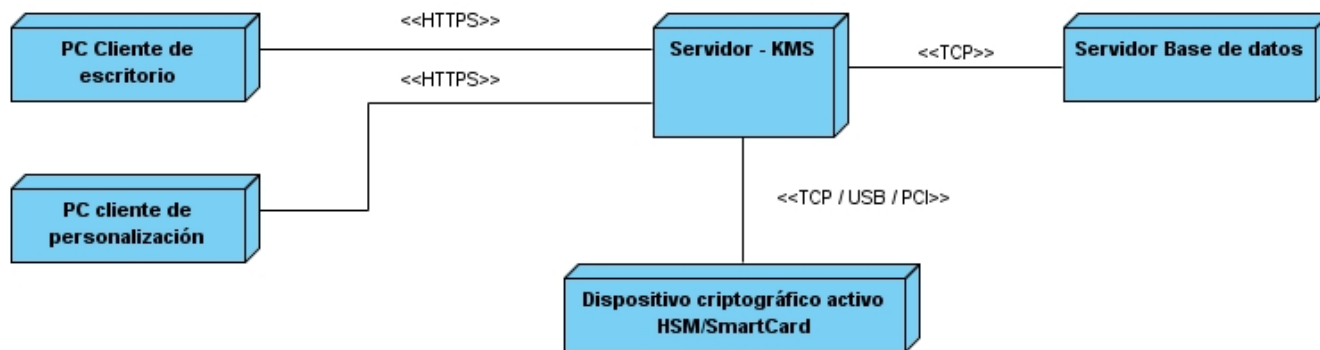 <<HTTPS>>
PC Cliente de
escritorio
Servidor - KMS
<<TCP>>
Servidor Base de datos
<<HTTPS>>
PC cliente de
personalización
<<TCP / USB / PCI>>
Dispositivo criptográfico activo
HSM/SmartCard